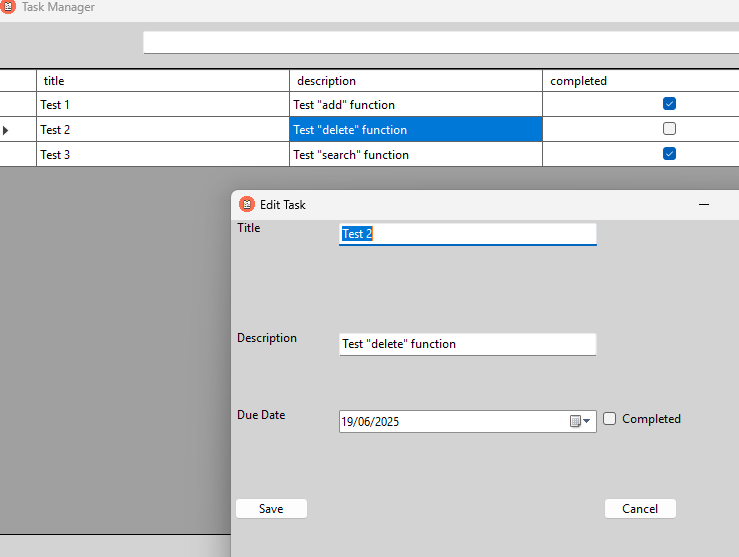 Task Manager
title description completed
Test 1 Test "add" function
Test 2 Test "delete" function
Test 3 Test "search" function
Edit Task
Title Test 2
Description Test "delete" function
Due Date 19/06/2025 Completed
Save Cancel